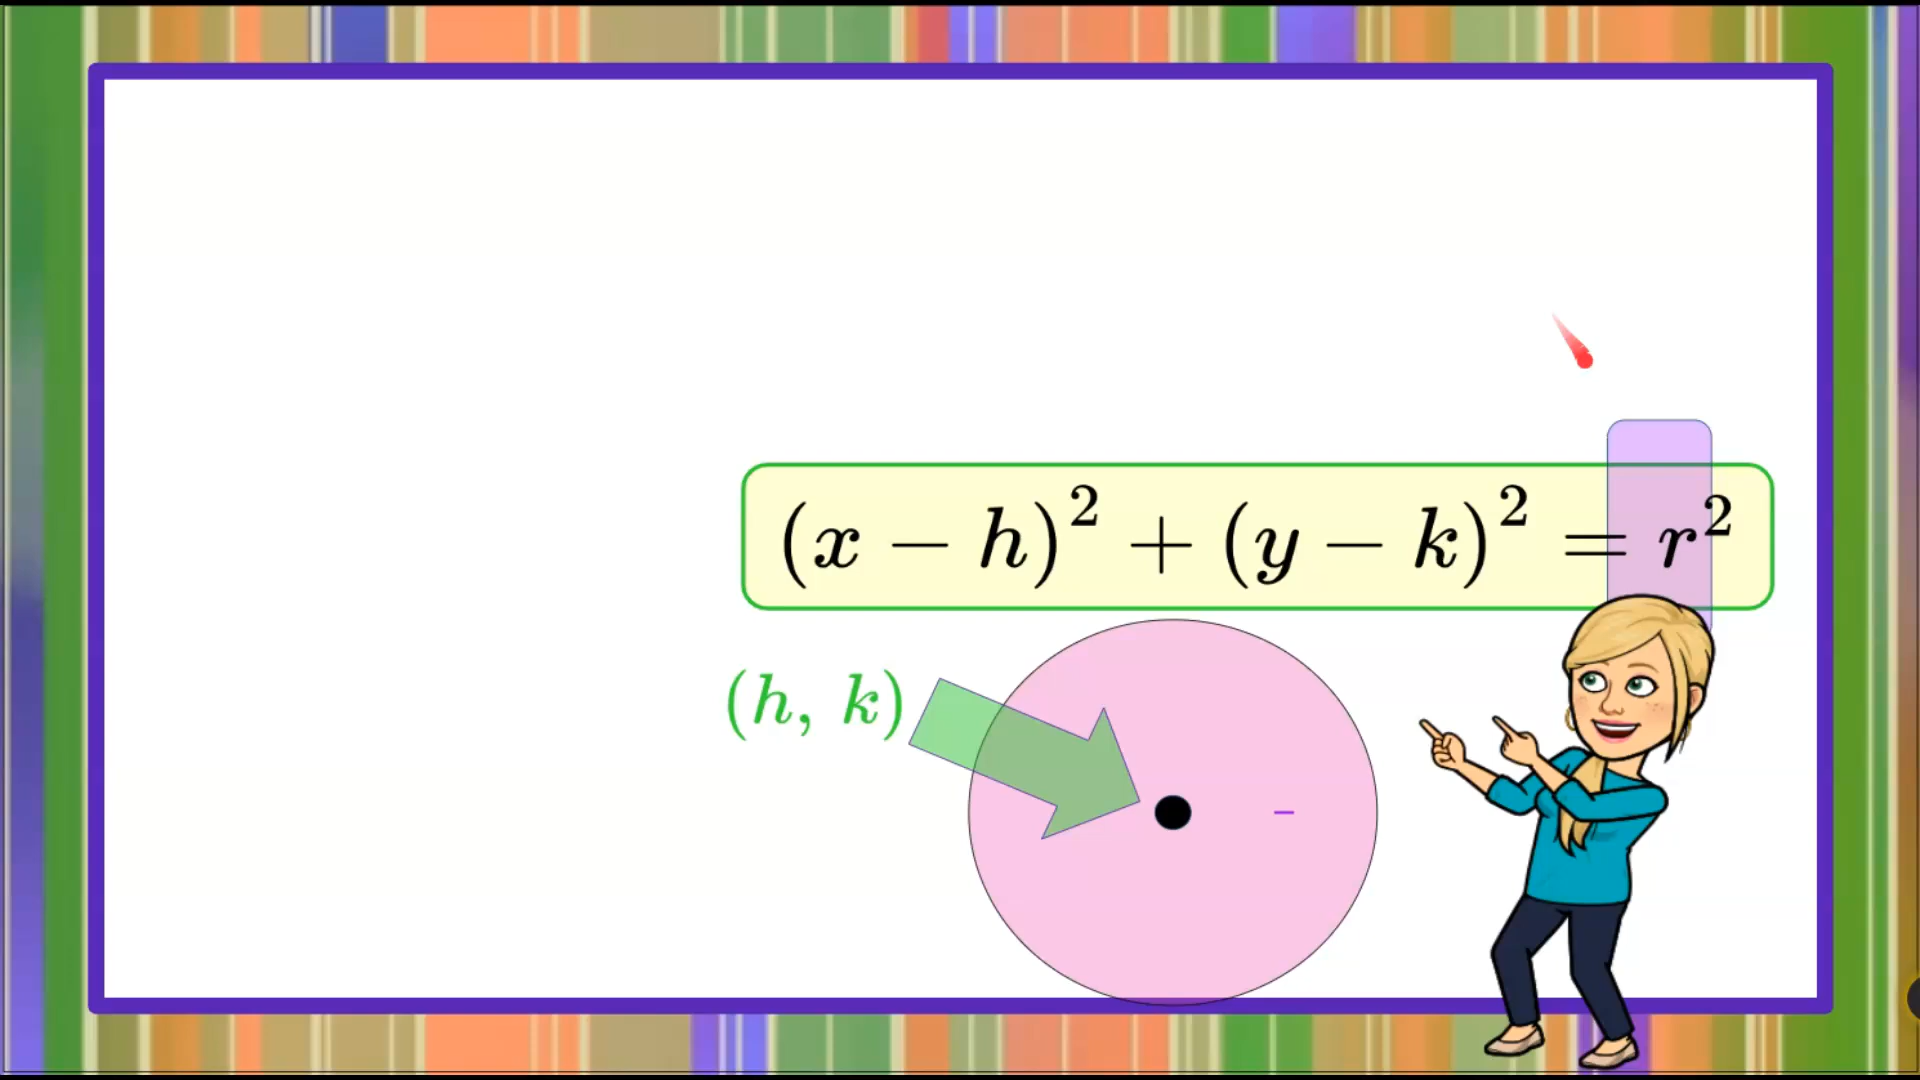 (x − h)² + (y − k)² = r²
(h, k)